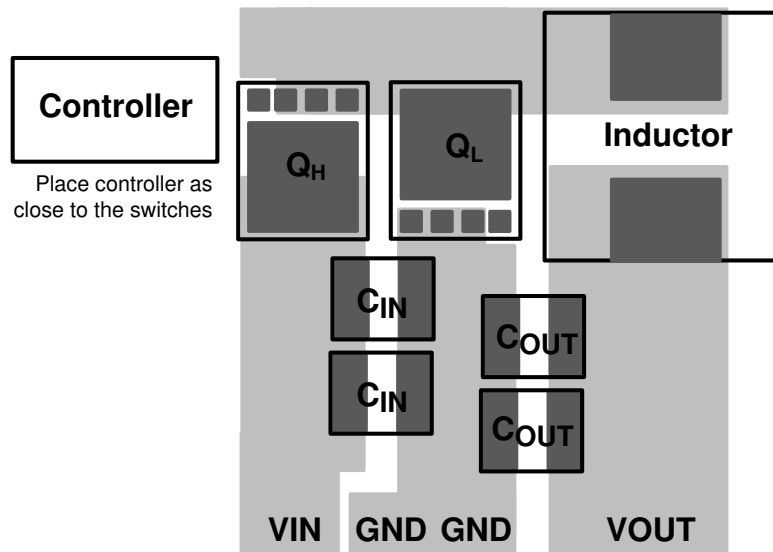 Controller
Place controller as
close to the switches
QH
QL
Inductor
CIN
COUT
CIN
COUT
VIN
GND
GND
VOUT